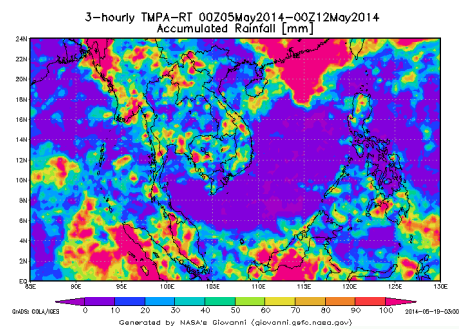 3-hourly TMPA-RT 00Z05May2014-00Z12May2014
Accumulated Rainfall [mm]
24N
22N
20N
18N
16N
14N
12N
10N
8N
6N
4N
2N
EQ
85E 90E 95E 100E 105E 110E 115E 120E 125E 130E
GrADS: COLA/IGES 2014-05-19-03:00
0 10 20 30 40 50 60 70 80 90 100
Generated by NASA's Giovanni (giovanni.gsfc.nasa.gov)